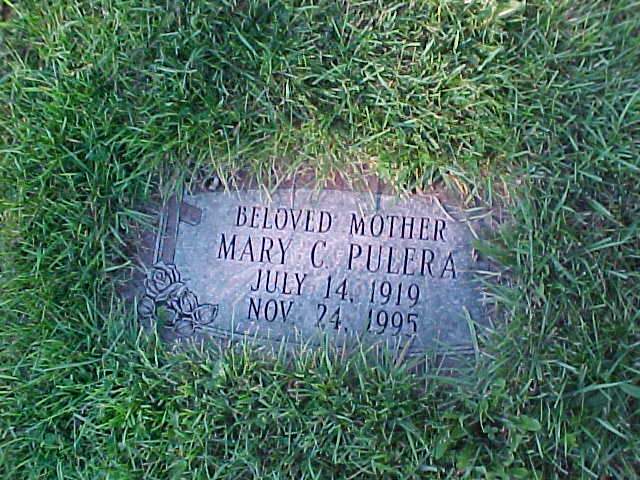 BELOVED MOTHER
MARY C. PULERA
JULY 14, 1919
NOV. 24, 1995